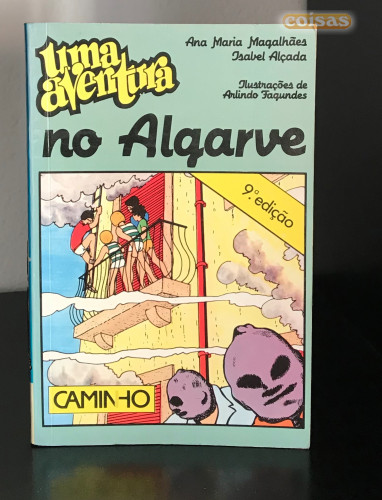 coisas
Ana Maria Magalhães
Isabel Alçada
uma
aventura
Ilustrações de
Arlindo Fagundes
no Algarve
9.ª edição
CAMINHO